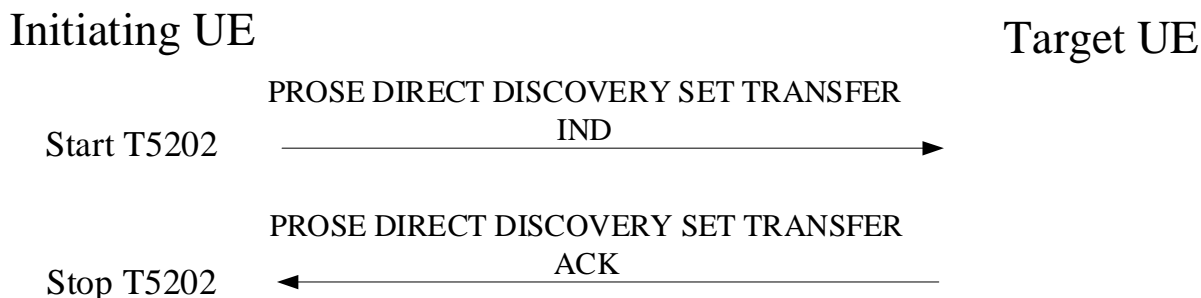 Initiating UE
Target UE
PROSE DIRECT DISCOVERY SET TRANSFER
IND
Start T5202
PROSE DIRECT DISCOVERY SET TRANSFER
ACK
Stop T5202